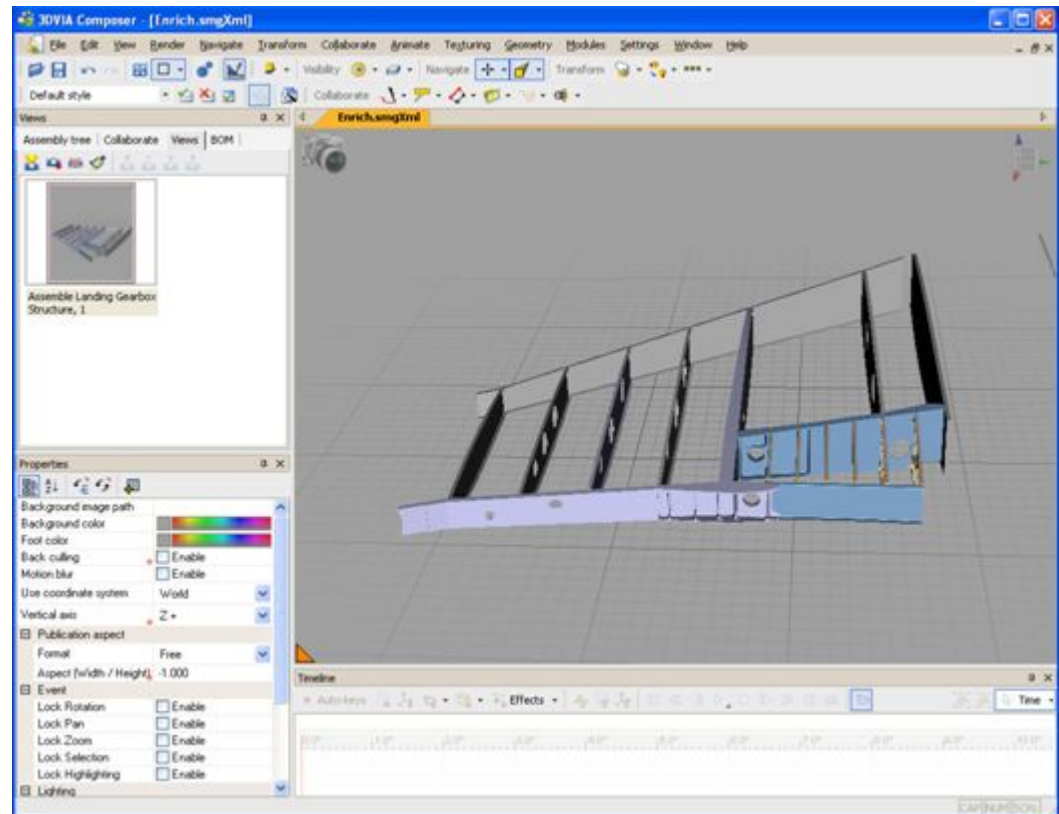 3DVIA Composer - [Enrich.smgXml]
File Edit View Render Navigate Transform Collaborate Animate Texturing Geometry Modules Settings Window Help
Visibility Navigate Transform
Default style Collaborate
Views
Enrich.smgXml
Assembly tree Collaborate Views BOM
Assemble Landing Gearbox
Structure, 1
Properties
Background image path
Background color
Foot color
Back culling Enable
Motion blur Enable
Use coordinate system World
Vertical axis Z+
Publication aspect
Format Free
Aspect (Width / Height) -1.000
Event
Lock Rotation Enable
Lock Pan Enable
Lock Zoom Enable
Lock Selection Enable
Lock Highlighting Enable
Lighting
Timeline
Auto-keys Effects Time
CAP NUM SCRL